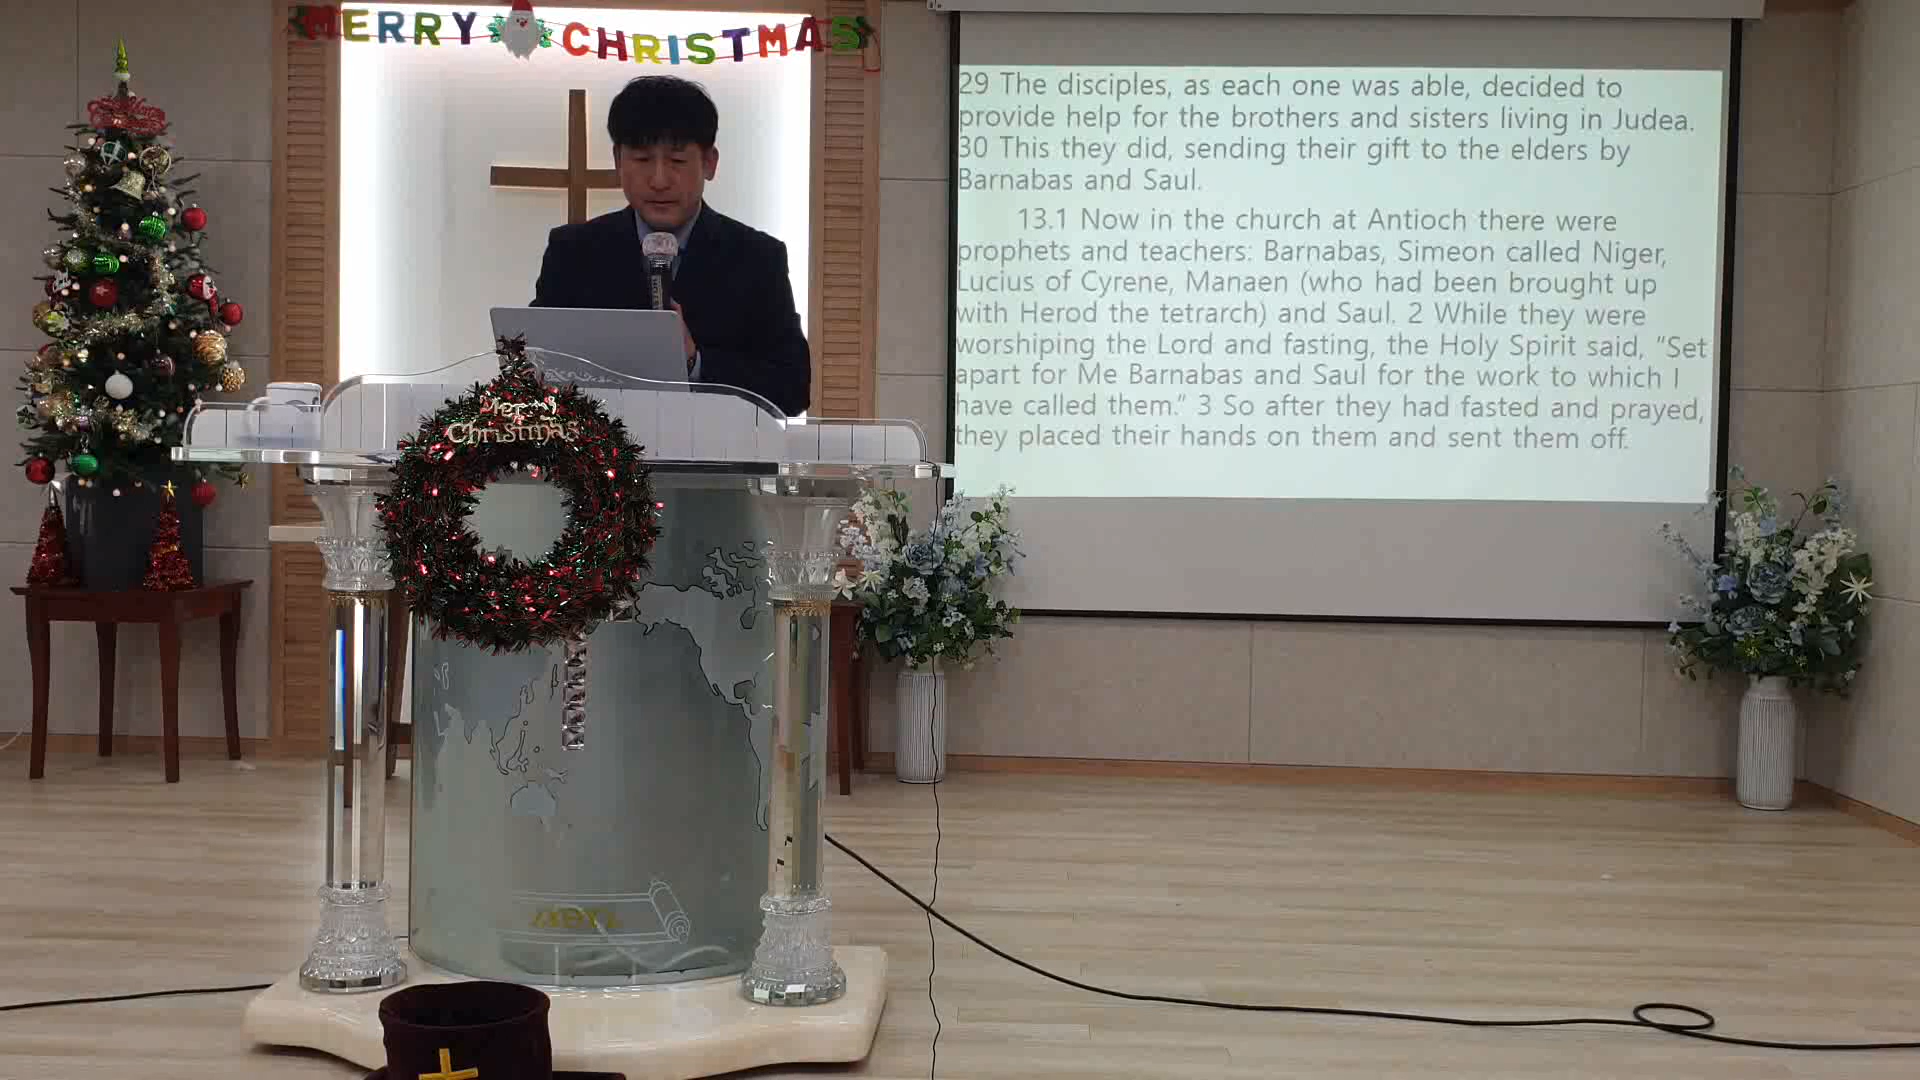 MERRY CHRISTMAS
29 The disciples, as each one was able, decided to
provide help for the brothers and sisters living in Judea.
30 This they did, sending their gift to the elders by
Barnabas and Saul.
13.1 Now in the church at Antioch there were
prophets and teachers: Barnabas, Simeon called Niger,
Lucius of Cyrene, Manaen (who had been brought up
with Herod the tetrarch) and Saul. 2 While they were
worshiping the Lord and fasting, the Holy Spirit said, “Set
apart for Me Barnabas and Saul for the work to which I
have called them.” 3 So after they had fasted and prayed,
they placed their hands on them and sent them off.
Merry
Christmas